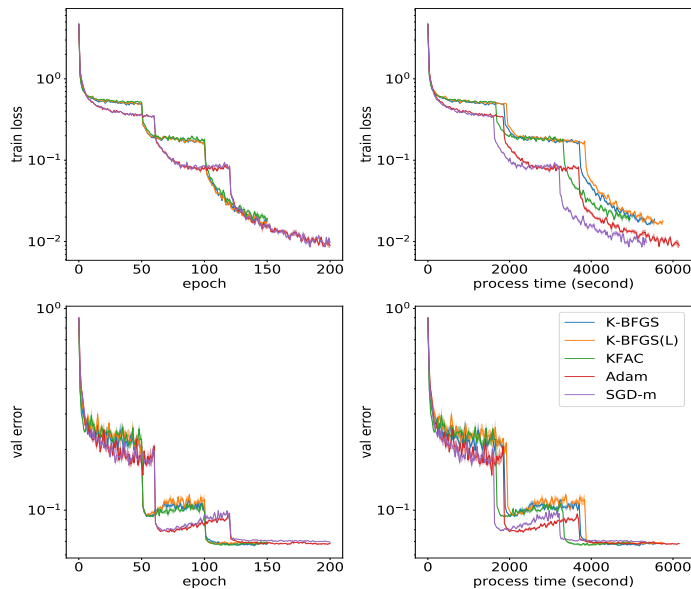 train loss
10⁰
10⁻¹
10⁻²
0 50 100 150 200
epoch
train loss
10⁰
10⁻¹
10⁻²
0 2000 4000 6000
process time (second)
val error
10⁰
10⁻¹
0 50 100 150 200
epoch
val error
10⁰
10⁻¹
0 2000 4000 6000
process time (second)
K-BFGS
K-BFGS(L)
KFAC
Adam
SGD-m